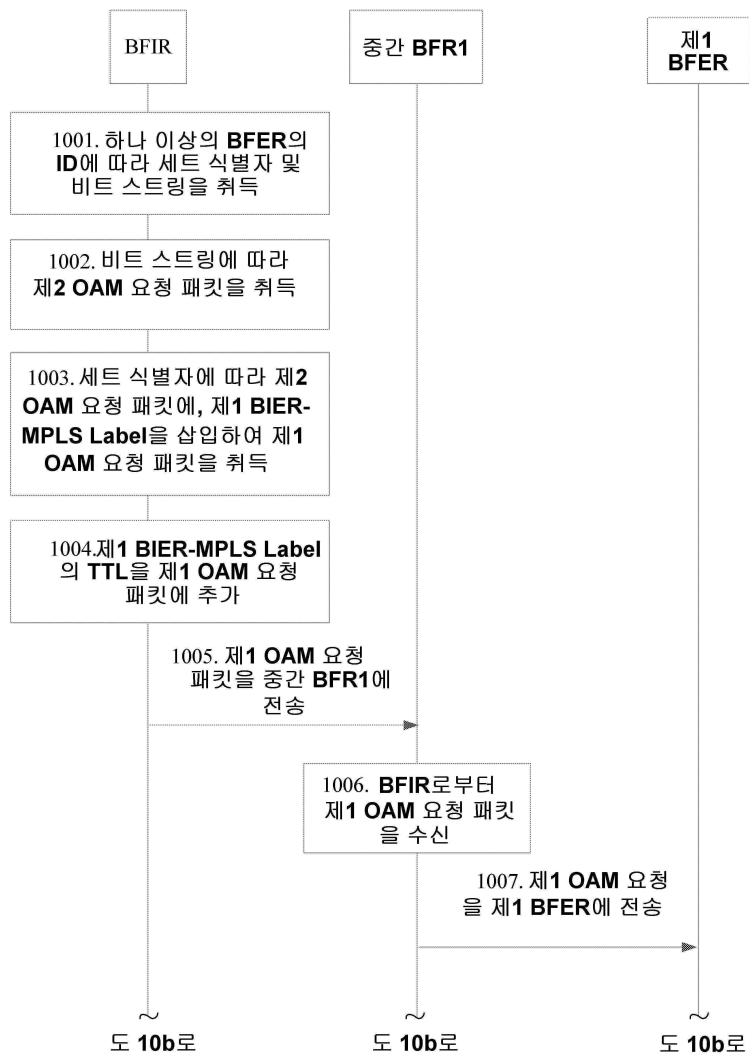 BFIR
중간 BFR1
제1
BFER
1001. 하나 이상의 BFER의
ID에 따라 세트 식별자 및
비트 스트링을 취득
1002. 비트 스트링에 따라
제2 OAM 요청 패킷을 취득
1003. 세트 식별자에 따라 제2
OAM 요청 패킷에, 제1 BIER-
MPLS Label을 삽입하여 제1
OAM 요청 패킷을 취득
1004.제1 BIER-MPLS Label
의 TTL을 제1 OAM 요청
패킷에 추가
1005. 제1 OAM 요청
패킷을 중간 BFR1에
전송
1006. BFIR로부터
제1 OAM 요청 패킷
을 수신
1007. 제1 OAM 요청
을 제1 BFER에 전송
도 10b로
도 10b로
도 10b로